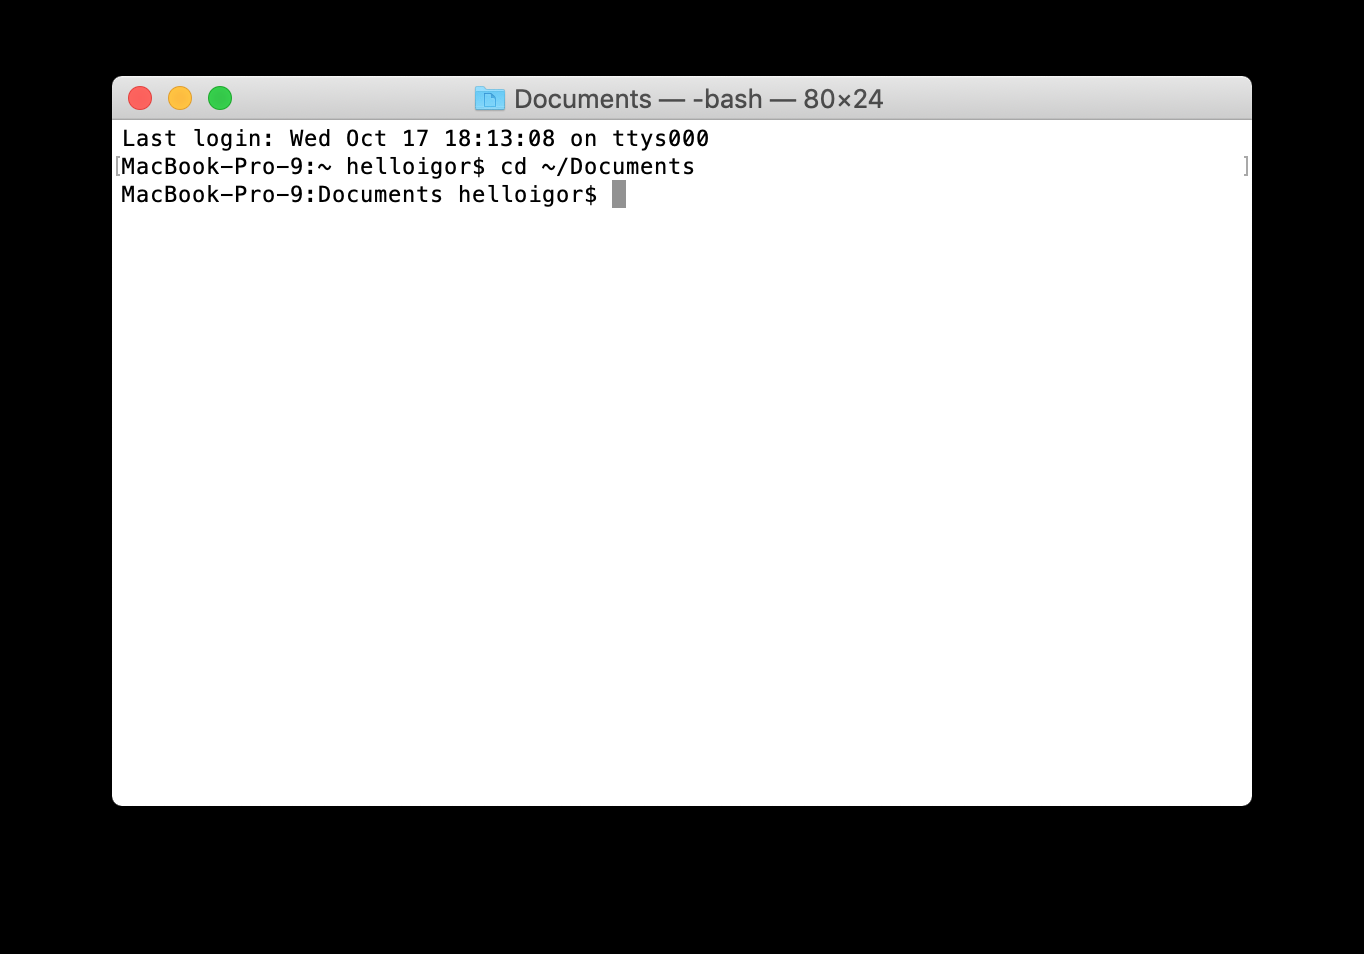 Documents — -bash — 80×24
Last login: Wed Oct 17 18:13:08 on ttys000
[MacBook-Pro-9:~ helloigor$ cd ~/Documents ]
MacBook-Pro-9:Documents helloigor$